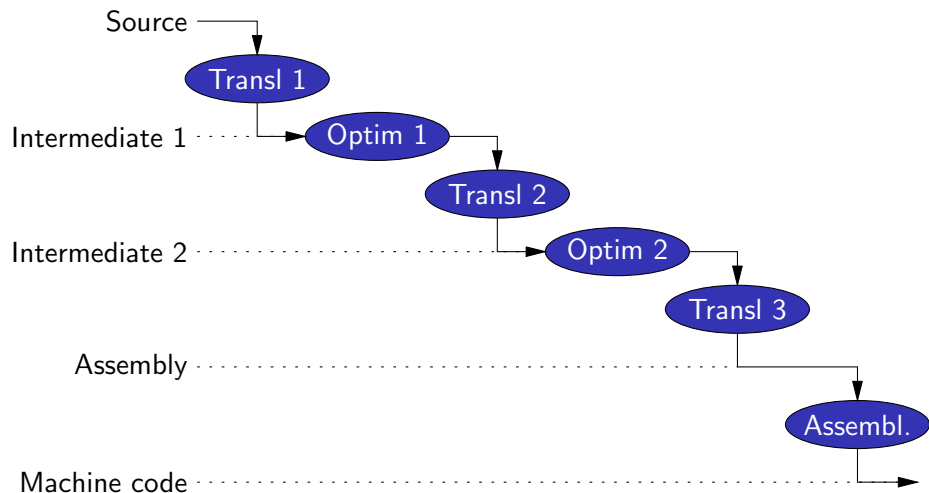 Source
Transl 1
Intermediate 1
Optim 1
Transl 2
Intermediate 2
Optim 2
Transl 3
Assembly
Assembl.
Machine code